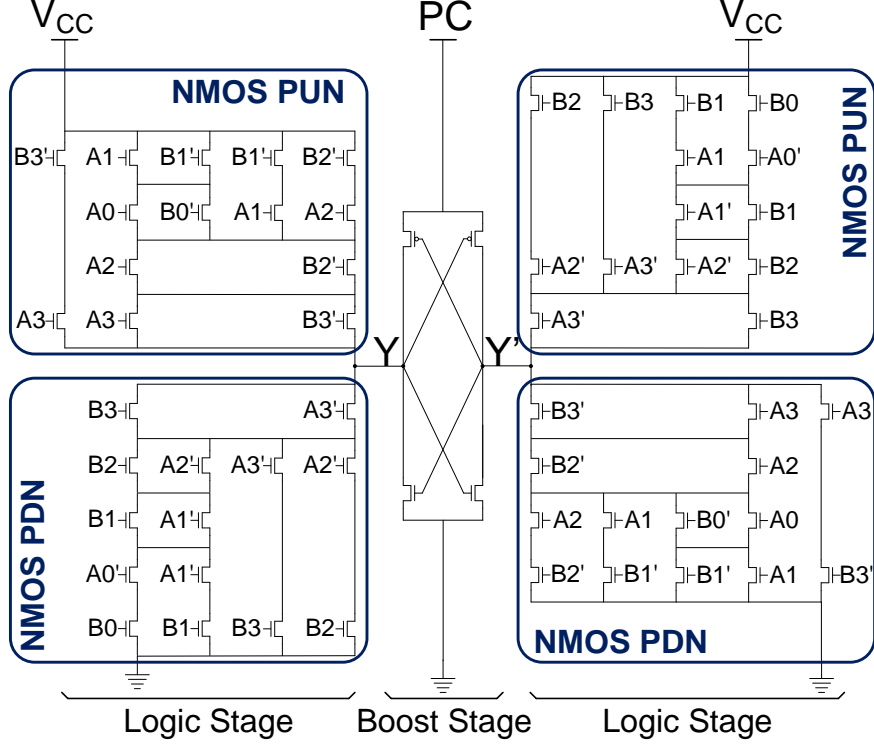 VCC PC VCC
NMOS PUN
B3' A1 B1' B1' B2'
A0 B0' A1 A2
A2 B2'
A3 A3 B3'
NMOS PUN
B2 B3 B1 B0
A1 A0'
A1' B1
A2' A3' A2' B2
A3' B3
Y Y'
NMOS PDN
B3 A3'
B2 A2' A3' A2'
B1 A1'
A0' A1'
B0 B1 B3 B2
B3' A3 A3
B2' A2
A2 A1 B0' A0
B2' B1' B1' A1 B3'
NMOS PDN
Logic Stage Boost Stage Logic Stage